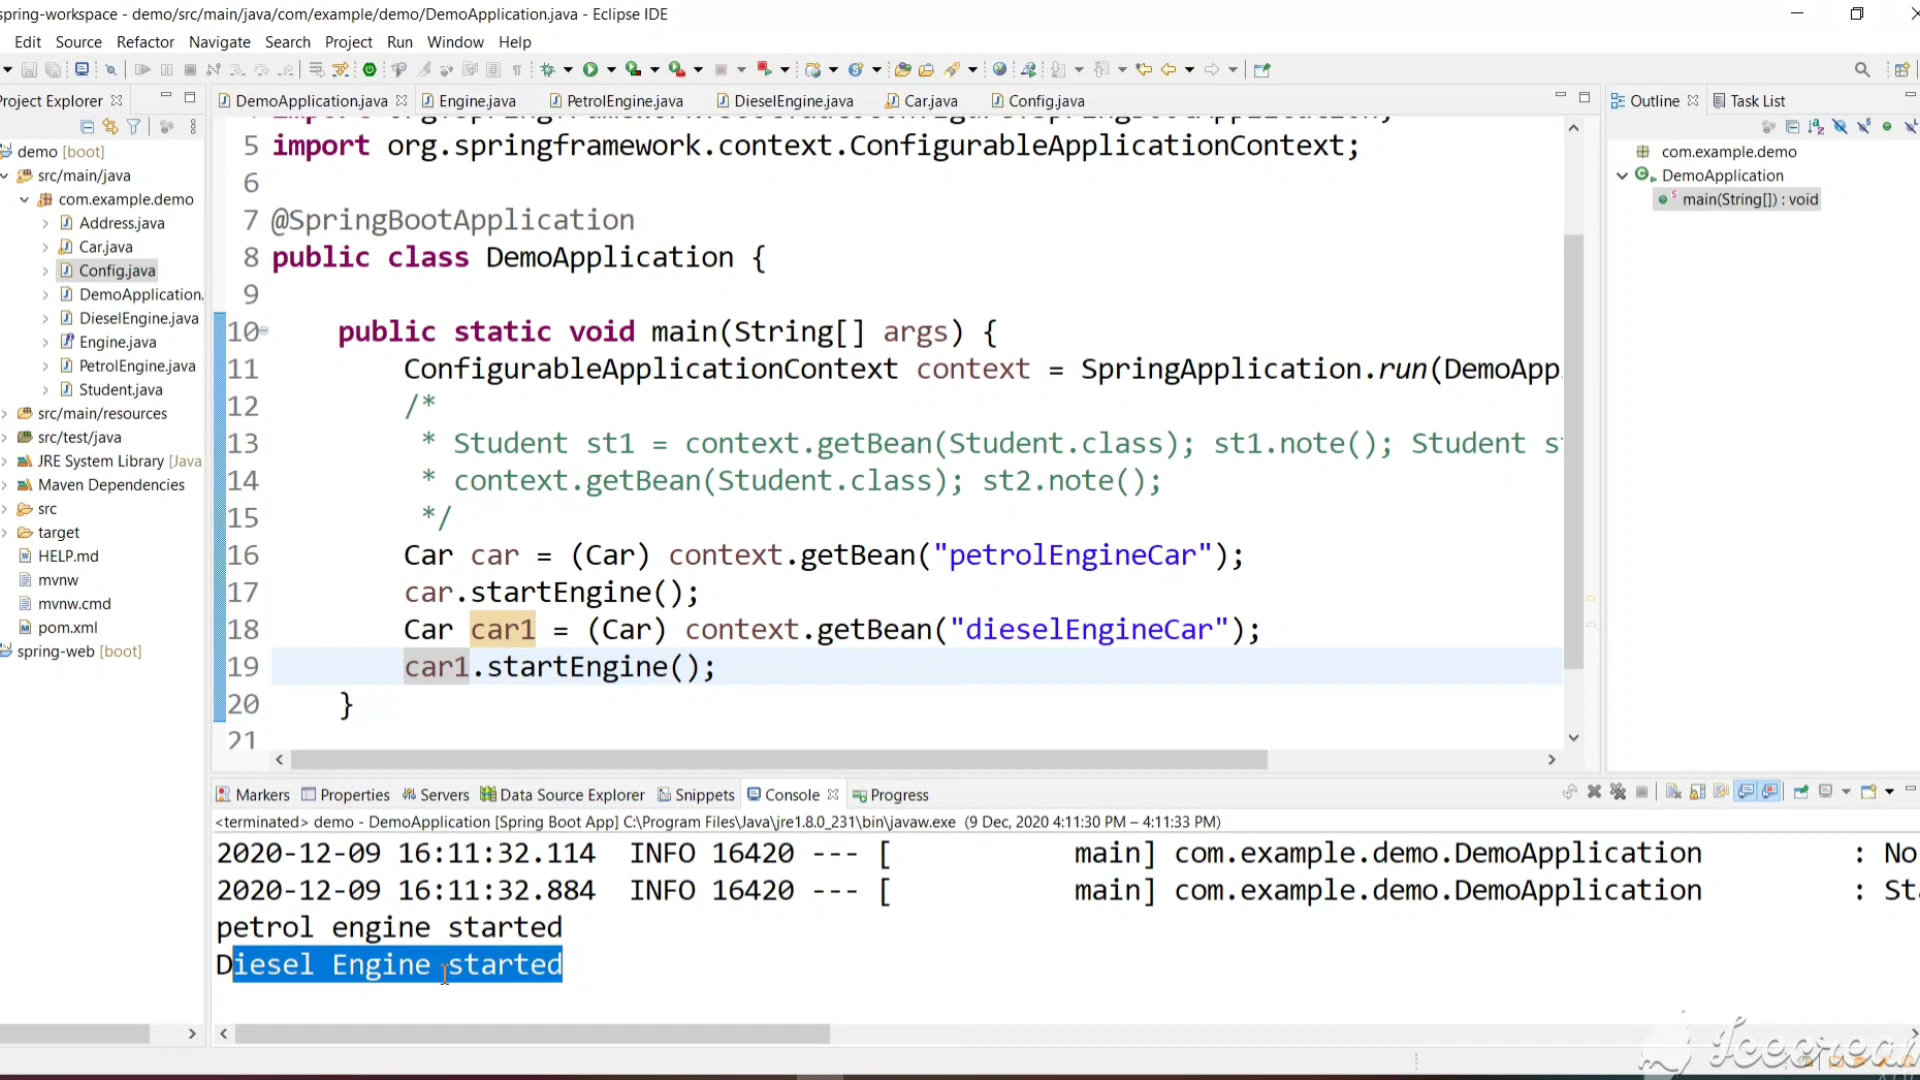 spring-workspace - demo/src/main/java/com/example/demo/DemoApplication.java - Eclipse IDE
Edit Source Refactor Navigate Search Project Run Window Help
Project Explorer
demo [boot]
src/main/java
com.example.demo
Address.java
Car.java
Config.java
DemoApplication.
DieselEngine.java
Engine.java
PetrolEngine.java
Student.java
src/main/resources
src/test/java
JRE System Library [Java
Maven Dependencies
src
target
HELP.md
mvnw
mvnw.cmd
pom.xml
spring-web [boot]
DemoApplication.java Engine.java PetrolEngine.java DieselEngine.java Car.java Config.java
5 import org.springframework.context.ConfigurableApplicationContext;
6
7 @SpringBootApplication
8 public class DemoApplication {
9
10 public static void main(String[] args) {
11 ConfigurableApplicationContext context = SpringApplication.run(DemoApp
12 /*
13 * Student st1 = context.getBean(Student.class); st1.note(); Student s
14 * context.getBean(Student.class); st2.note();
15 */
16 Car car = (Car) context.getBean("petrolEngineCar");
17 car.startEngine();
18 Car car1 = (Car) context.getBean("dieselEngineCar");
19 car1.startEngine();
20 }
21
Outline Task List
com.example.demo
DemoApplication
main(String[]) : void
Markers Properties Servers Data Source Explorer Snippets Console Progress
<terminated> demo - DemoApplication [Spring Boot App] C:\Program Files\Java\jre1.8.0_231\bin\javaw.exe (9 Dec, 2020 4:11:30 PM – 4:11:33 PM)
2020-12-09 16:11:32.114 INFO 16420 --- [ main] com.example.demo.DemoApplication : No
2020-12-09 16:11:32.884 INFO 16420 --- [ main] com.example.demo.DemoApplication : Sta
petrol engine started
Diesel Engine started